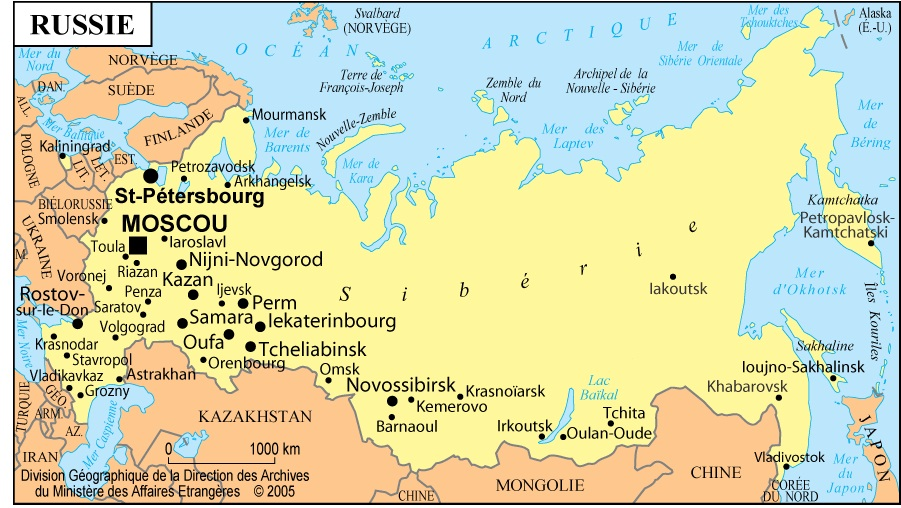 RUSSIE
Svalbard
(NORVÈGE)
Mer des
Tchouktches
Alaska
(É.-U.)
OCÉAN ARCTIQUE
Mer du
Nord
NORVÈGE
Mer de
Sibérie Orientale
Terre de
François-Joseph
Archipel de la
Nouvelle - Sibérie
Zemble du
Nord
DAN.
SUÈDE
ALL.
Mer Baltique
FINLANDE
Mourmansk
Nouvelle-Zemble
Mer de
Barents
Mer des
Laptev
Mer
de
Béring
Kaliningrad
POLOGNE
LIT.
LET.
EST.
Mer de
Kara
Petrozavodsk
Arkhangelsk
St-Pétersbourg
BIÉLORUSSIE
Smolensk
Kamtchatka
Petropavlosk-
Kamtchatski
MOSCOU
UKRAINE
M.
Toula
Iaroslavl
Riazan
Nijni-Novgorod
Sibérie
Iakoutsk
Mer
d'Okhotsk
Îles Kouriles
Voronej
Kazan
Penza
Ijevsk
Perm
Rostov-
sur-le-Don
Saratov
Samara
Iekaterinbourg
Volgograd
Mer Noire
Oufa
Tcheliabinsk
Krasnodar
Stavropol
Orenbourg
Sakhaline
Ioujno-Sakhalinsk
Vladikavkaz
Astrakhan
Omsk
Grozny
Novossibirsk
Krasnoïarsk
Kemerovo
Barnaoul
Lac
Baïkal
Khabarovsk
TURQUIE
GEO.
ARM.
AZ.
Mer Caspienne
KAZAKHSTAN
Tchita
Irkoutsk
Oulan-Oude
JAPON
IRAN
0 1000 km
Vladivostok
Mer
du
Japon
CHINE
MONGOLIE
CHINE
CORÉE
DU NORD
Division Géographique de la Direction des Archives
du Ministère des Affaires Etrangères © 2005